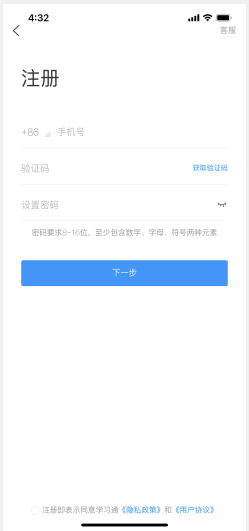 4:32
客服
注册
+86 手机号
验证码 获取验证码
设置密码
密码要求8-16位，至少包含数字、字母、符号两种元素
下一步
注册即表示同意学习通《隐私政策》和《用户协议》